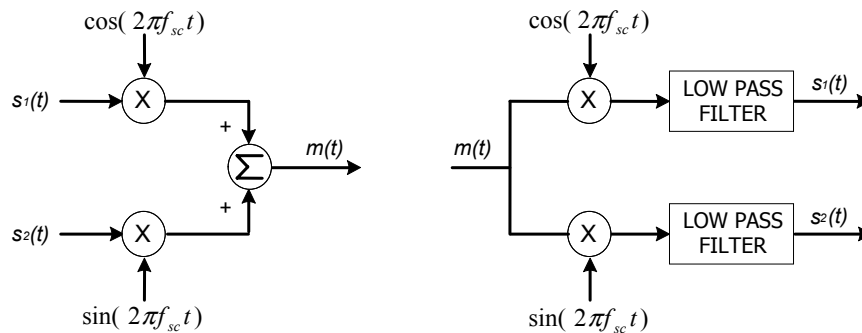 cos( 2πf_sc t)
s1(t)
X
+
Σ
m(t)
+
s2(t)
X
sin( 2πf_sc t)
cos( 2πf_sc t)
X
LOW PASS
FILTER
s1(t)
m(t)
X
LOW PASS
FILTER
s2(t)
sin( 2πf_sc t)